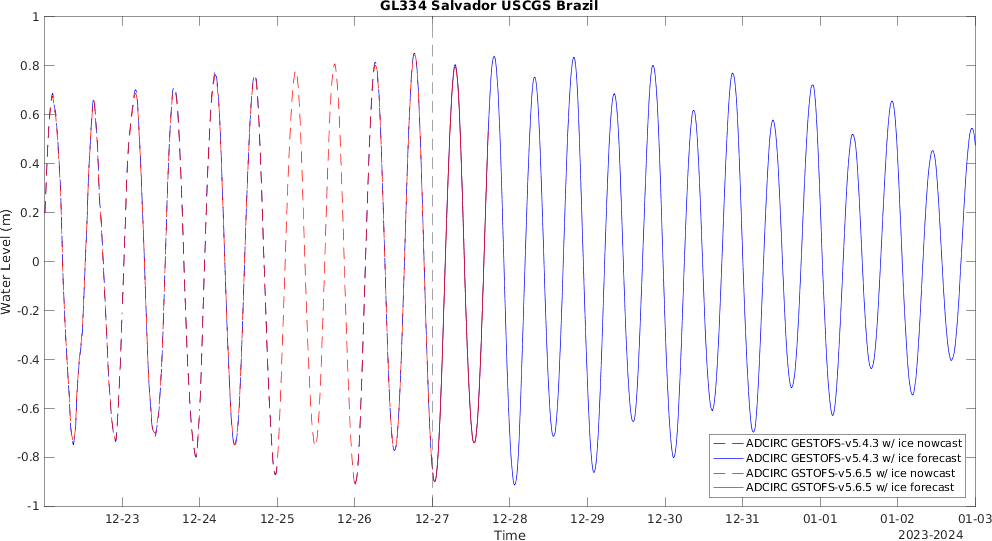 GL334 Salvador USCGS Brazil
Water Level (m)
1
0.8
0.6
0.4
0.2
0
-0.2
-0.4
-0.6
-0.8
-1
ADCIRC GESTOFS-v5.4.3 w/ ice nowcast
ADCIRC GESTOFS-v5.4.3 w/ ice forecast
ADCIRC GSTOFS-v5.6.5 w/ ice nowcast
ADCIRC GSTOFS-v5.6.5 w/ ice forecast
12-23 12-24 12-25 12-26 12-27 12-28 12-29 12-30 12-31 01-01 01-02 01-03
Time
2023-2024